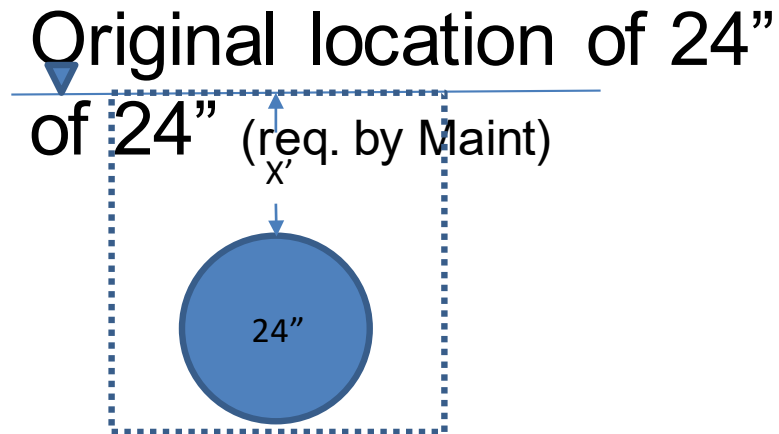 Original location of 24”
of 24” (req. by Maint)
X’
24”